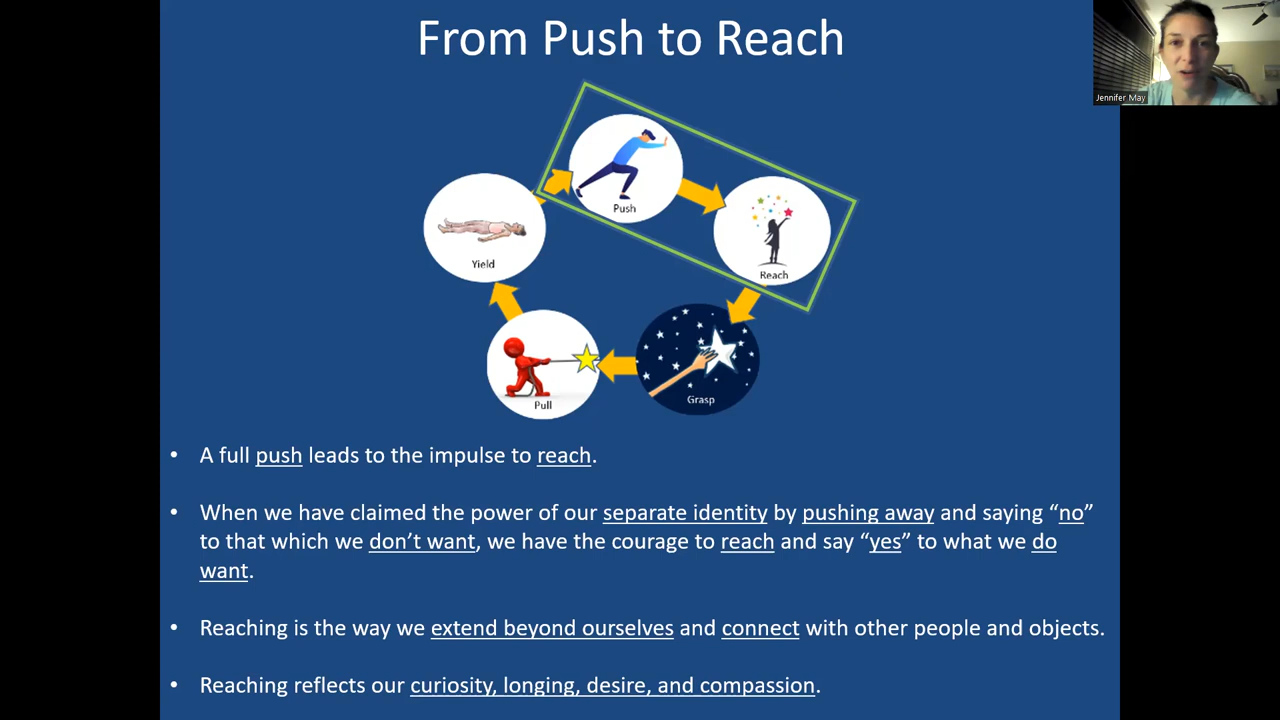 From Push to Reach
Jennifer May
Push
Reach
Yield
Grasp
Pull
• A full push leads to the impulse to reach.
• When we have claimed the power of our separate identity by pushing away and saying “no”
to that which we don’t want, we have the courage to reach and say “yes” to what we do
want.
• Reaching is the way we extend beyond ourselves and connect with other people and objects.
• Reaching reflects our curiosity, longing, desire, and compassion.